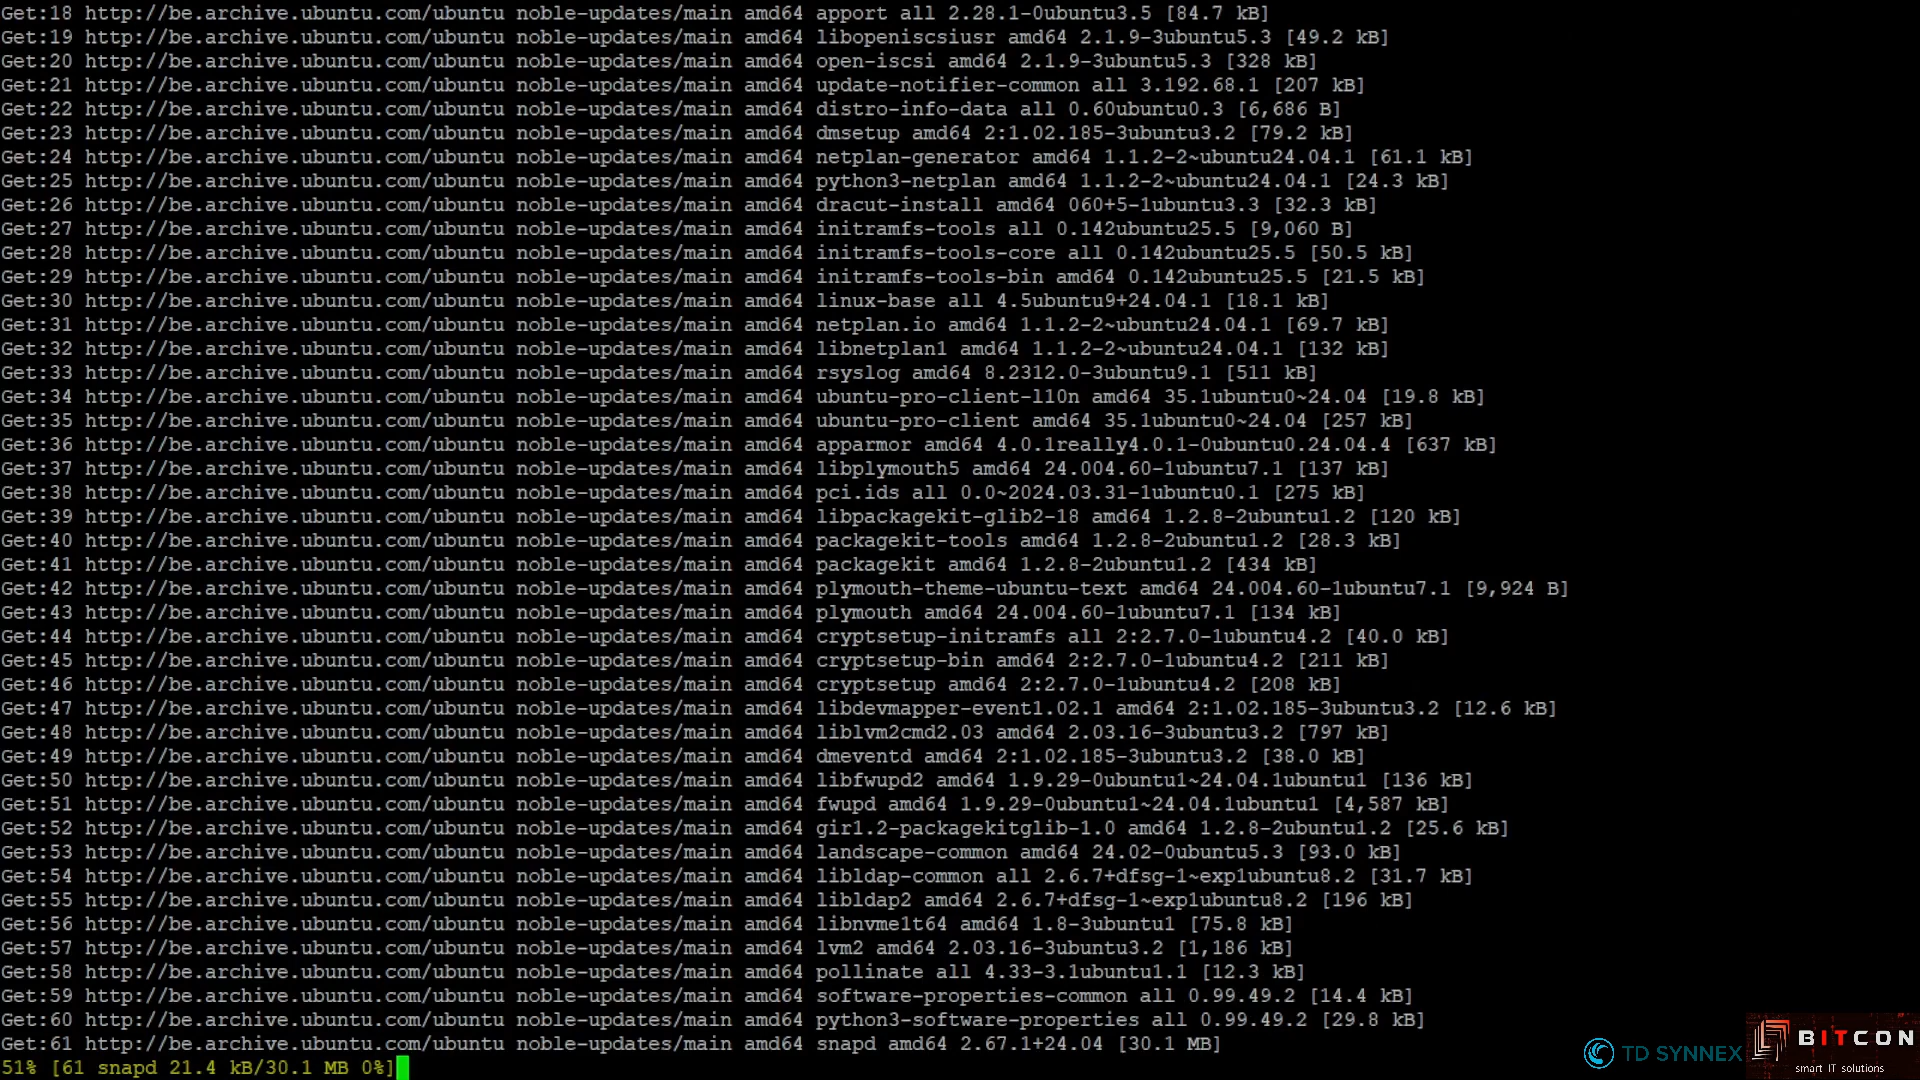 Get:18 http://be.archive.ubuntu.com/ubuntu noble-updates/main amd64 apport all 2.28.1-0ubuntu3.5 [84.7 kB]
Get:19 http://be.archive.ubuntu.com/ubuntu noble-updates/main amd64 libopeniscsiusr amd64 2.1.9-3ubuntu5.3 [49.2 kB]
Get:20 http://be.archive.ubuntu.com/ubuntu noble-updates/main amd64 open-iscsi amd64 2.1.9-3ubuntu5.3 [328 kB]
Get:21 http://be.archive.ubuntu.com/ubuntu noble-updates/main amd64 update-notifier-common all 3.192.68.1 [207 kB]
Get:22 http://be.archive.ubuntu.com/ubuntu noble-updates/main amd64 distro-info-data all 0.60ubuntu0.3 [6,686 B]
Get:23 http://be.archive.ubuntu.com/ubuntu noble-updates/main amd64 dmsetup amd64 2:1.02.185-3ubuntu3.2 [79.2 kB]
Get:24 http://be.archive.ubuntu.com/ubuntu noble-updates/main amd64 netplan-generator amd64 1.1.2-2~ubuntu24.04.1 [61.1 kB]
Get:25 http://be.archive.ubuntu.com/ubuntu noble-updates/main amd64 python3-netplan amd64 1.1.2-2~ubuntu24.04.1 [24.3 kB]
Get:26 http://be.archive.ubuntu.com/ubuntu noble-updates/main amd64 dracut-install amd64 060+5-1ubuntu3.3 [32.3 kB]
Get:27 http://be.archive.ubuntu.com/ubuntu noble-updates/main amd64 initramfs-tools all 0.142ubuntu25.5 [9,060 B]
Get:28 http://be.archive.ubuntu.com/ubuntu noble-updates/main amd64 initramfs-tools-core all 0.142ubuntu25.5 [50.5 kB]
Get:29 http://be.archive.ubuntu.com/ubuntu noble-updates/main amd64 initramfs-tools-bin amd64 0.142ubuntu25.5 [21.5 kB]
Get:30 http://be.archive.ubuntu.com/ubuntu noble-updates/main amd64 linux-base all 4.5ubuntu9+24.04.1 [18.1 kB]
Get:31 http://be.archive.ubuntu.com/ubuntu noble-updates/main amd64 netplan.io amd64 1.1.2-2~ubuntu24.04.1 [69.7 kB]
Get:32 http://be.archive.ubuntu.com/ubuntu noble-updates/main amd64 libnetplan1 amd64 1.1.2-2~ubuntu24.04.1 [132 kB]
Get:33 http://be.archive.ubuntu.com/ubuntu noble-updates/main amd64 rsyslog amd64 8.2312.0-3ubuntu9.1 [511 kB]
Get:34 http://be.archive.ubuntu.com/ubuntu noble-updates/main amd64 ubuntu-pro-client-l10n amd64 35.1ubuntu0~24.04 [19.8 kB]
Get:35 http://be.archive.ubuntu.com/ubuntu noble-updates/main amd64 ubuntu-pro-client amd64 35.1ubuntu0~24.04 [257 kB]
Get:36 http://be.archive.ubuntu.com/ubuntu noble-updates/main amd64 apparmor amd64 4.0.1really4.0.1-0ubuntu0.24.04.4 [637 kB]
Get:37 http://be.archive.ubuntu.com/ubuntu noble-updates/main amd64 libplymouth5 amd64 24.004.60-1ubuntu7.1 [137 kB]
Get:38 http://be.archive.ubuntu.com/ubuntu noble-updates/main amd64 pci.ids all 0.0~2024.03.31-1ubuntu0.1 [275 kB]
Get:39 http://be.archive.ubuntu.com/ubuntu noble-updates/main amd64 libpackagekit-glib2-18 amd64 1.2.8-2ubuntu1.2 [120 kB]
Get:40 http://be.archive.ubuntu.com/ubuntu noble-updates/main amd64 packagekit-tools amd64 1.2.8-2ubuntu1.2 [28.3 kB]
Get:41 http://be.archive.ubuntu.com/ubuntu noble-updates/main amd64 packagekit amd64 1.2.8-2ubuntu1.2 [434 kB]
Get:42 http://be.archive.ubuntu.com/ubuntu noble-updates/main amd64 plymouth-theme-ubuntu-text amd64 24.004.60-1ubuntu7.1 [9,924 B]
Get:43 http://be.archive.ubuntu.com/ubuntu noble-updates/main amd64 plymouth amd64 24.004.60-1ubuntu7.1 [134 kB]
Get:44 http://be.archive.ubuntu.com/ubuntu noble-updates/main amd64 cryptsetup-initramfs all 2:2.7.0-1ubuntu4.2 [40.0 kB]
Get:45 http://be.archive.ubuntu.com/ubuntu noble-updates/main amd64 cryptsetup-bin amd64 2:2.7.0-1ubuntu4.2 [211 kB]
Get:46 http://be.archive.ubuntu.com/ubuntu noble-updates/main amd64 cryptsetup amd64 2:2.7.0-1ubuntu4.2 [208 kB]
Get:47 http://be.archive.ubuntu.com/ubuntu noble-updates/main amd64 libdevmapper-event1.02.1 amd64 2:1.02.185-3ubuntu3.2 [12.6 kB]
Get:48 http://be.archive.ubuntu.com/ubuntu noble-updates/main amd64 liblvm2cmd2.03 amd64 2.03.16-3ubuntu3.2 [797 kB]
Get:49 http://be.archive.ubuntu.com/ubuntu noble-updates/main amd64 dmeventd amd64 2:1.02.185-3ubuntu3.2 [38.0 kB]
Get:50 http://be.archive.ubuntu.com/ubuntu noble-updates/main amd64 libfwupd2 amd64 1.9.29-0ubuntu1~24.04.1ubuntu1 [136 kB]
Get:51 http://be.archive.ubuntu.com/ubuntu noble-updates/main amd64 fwupd amd64 1.9.29-0ubuntu1~24.04.1ubuntu1 [4,587 kB]
Get:52 http://be.archive.ubuntu.com/ubuntu noble-updates/main amd64 gir1.2-packagekitglib-1.0 amd64 1.2.8-2ubuntu1.2 [25.6 kB]
Get:53 http://be.archive.ubuntu.com/ubuntu noble-updates/main amd64 landscape-common amd64 24.02-0ubuntu5.3 [93.0 kB]
Get:54 http://be.archive.ubuntu.com/ubuntu noble-updates/main amd64 libldap-common all 2.6.7+dfsg-1~exp1ubuntu8.2 [31.7 kB]
Get:55 http://be.archive.ubuntu.com/ubuntu noble-updates/main amd64 libldap2 amd64 2.6.7+dfsg-1~exp1ubuntu8.2 [196 kB]
Get:56 http://be.archive.ubuntu.com/ubuntu noble-updates/main amd64 libnvme1t64 amd64 1.8-3ubuntu1 [75.8 kB]
Get:57 http://be.archive.ubuntu.com/ubuntu noble-updates/main amd64 lvm2 amd64 2.03.16-3ubuntu3.2 [1,186 kB]
Get:58 http://be.archive.ubuntu.com/ubuntu noble-updates/main amd64 pollinate all 4.33-3.1ubuntu1.1 [12.3 kB]
Get:59 http://be.archive.ubuntu.com/ubuntu noble-updates/main amd64 software-properties-common all 0.99.49.2 [14.4 kB]
Get:60 http://be.archive.ubuntu.com/ubuntu noble-updates/main amd64 python3-software-properties all 0.99.49.2 [29.8 kB]
Get:61 http://be.archive.ubuntu.com/ubuntu noble-updates/main amd64 snapd amd64 2.67.1+24.04 [30.1 MB]
51% [61 snapd 21.4 kB/30.1 MB 0%]
TD SYNNEX
BITCON
smart IT solutions